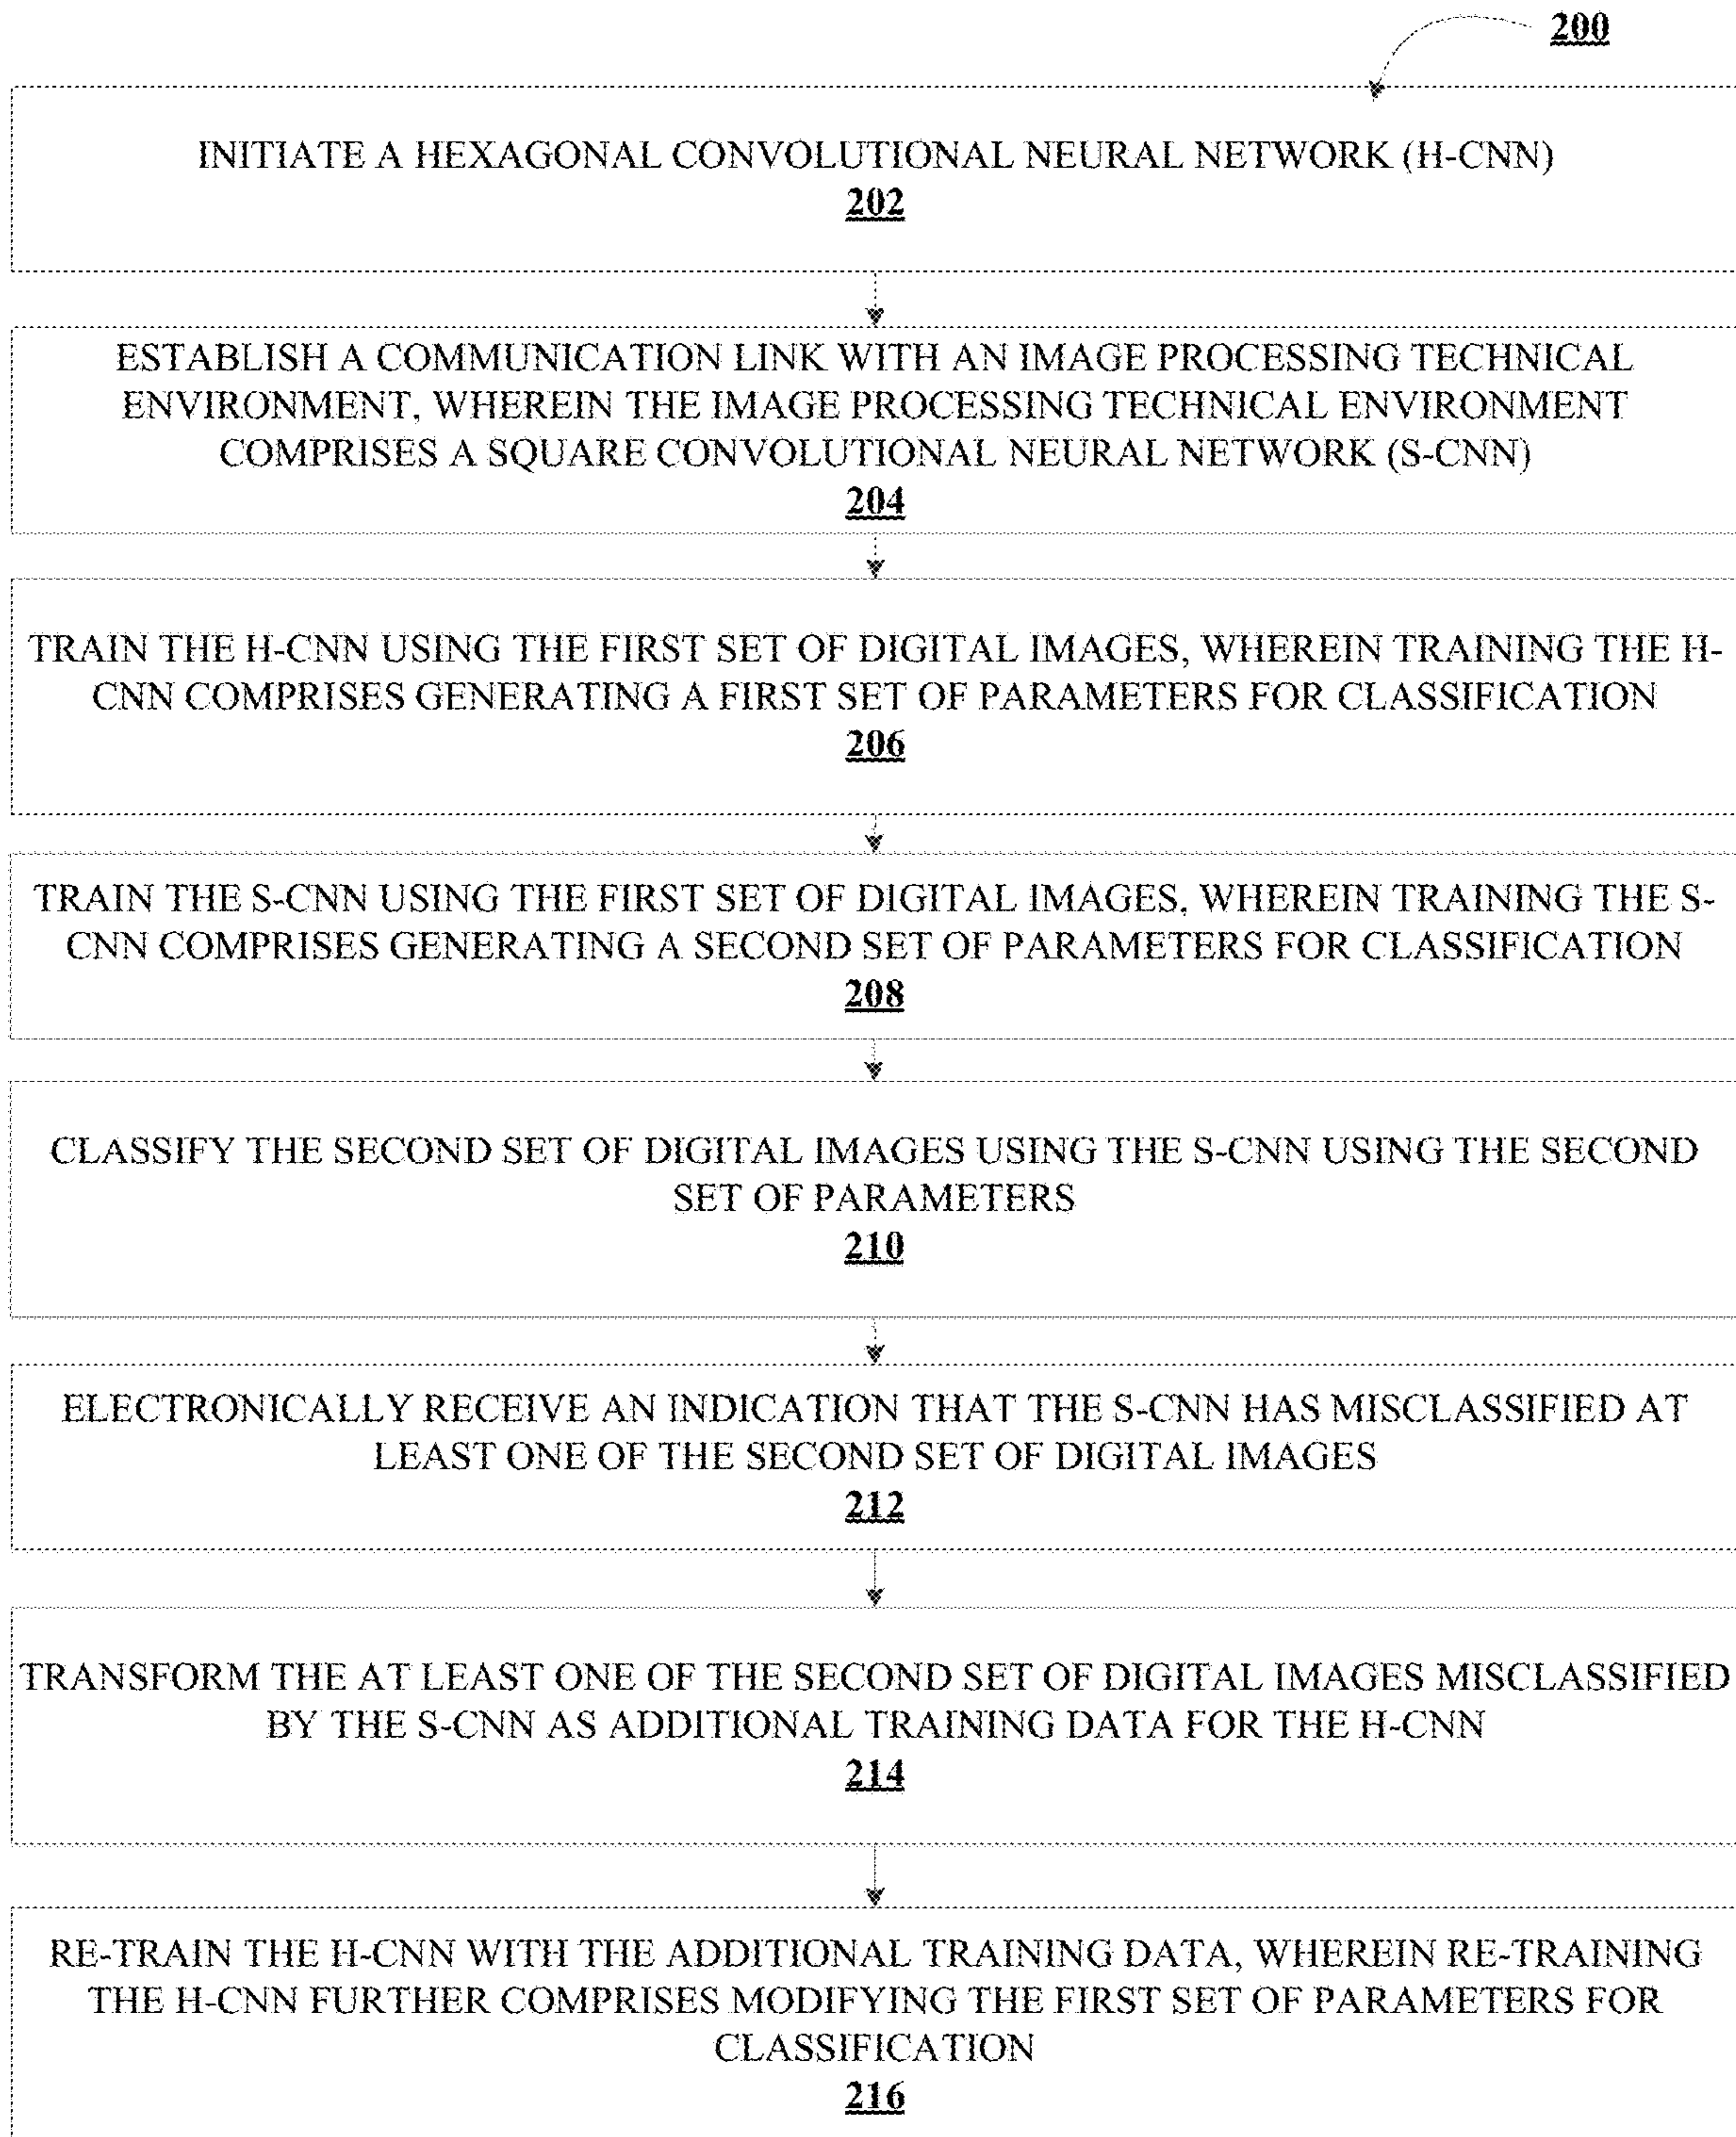 200
INITIATE A HEXAGONAL CONVOLUTIONAL NEURAL NETWORK (H-CNN)
202
ESTABLISH A COMMUNICATION LINK WITH AN IMAGE PROCESSING TECHNICAL
ENVIRONMENT, WHEREIN THE IMAGE PROCESSING TECHNICAL ENVIRONMENT
COMPRISES A SQUARE CONVOLUTIONAL NEURAL NETWORK (S-CNN)
204
TRAIN THE H-CNN USING THE FIRST SET OF DIGITAL IMAGES, WHEREIN TRAINING THE H-
CNN COMPRISES GENERATING A FIRST SET OF PARAMETERS FOR CLASSIFICATION
206
TRAIN THE S-CNN USING THE FIRST SET OF DIGITAL IMAGES, WHEREIN TRAINING THE S-
CNN COMPRISES GENERATING A SECOND SET OF PARAMETERS FOR CLASSIFICATION
208
CLASSIFY THE SECOND SET OF DIGITAL IMAGES USING THE S-CNN USING THE SECOND
SET OF PARAMETERS
210
ELECTRONICALLY RECEIVE AN INDICATION THAT THE S-CNN HAS MISCLASSIFIED AT
LEAST ONE OF THE SECOND SET OF DIGITAL IMAGES
212
TRANSFORM THE AT LEAST ONE OF THE SECOND SET OF DIGITAL IMAGES MISCLASSIFIED
BY THE S-CNN AS ADDITIONAL TRAINING DATA FOR THE H-CNN
214
RE-TRAIN THE H-CNN WITH THE ADDITIONAL TRAINING DATA, WHEREIN RE-TRAINING
THE H-CNN FURTHER COMPRISES MODIFYING THE FIRST SET OF PARAMETERS FOR
CLASSIFICATION
216